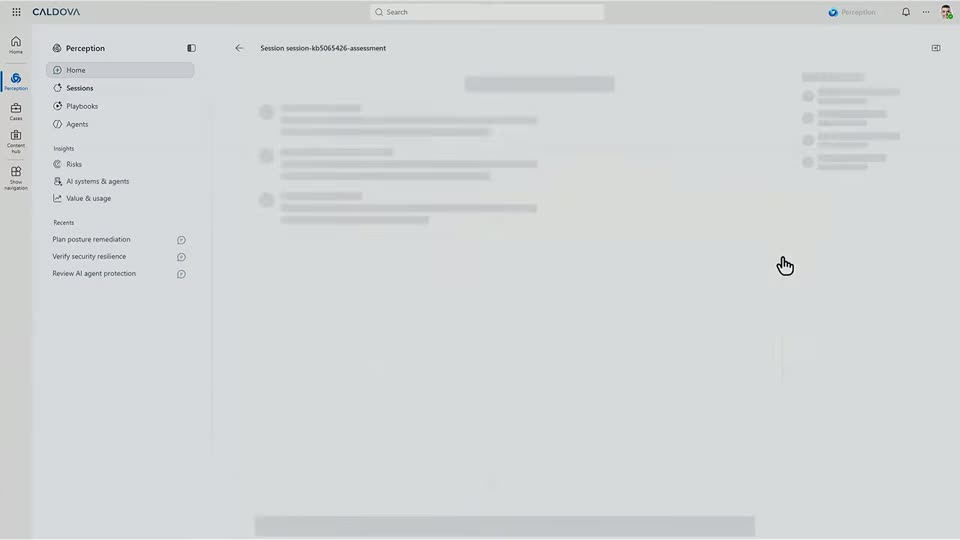 CALDOVA
Search
Perception
Home
Perception
Cases
Content
hub
Show
navigation
Perception
Home
Sessions
Playbooks
Agents
Insights
Risks
AI systems & agents
Value & usage
Recents
Plan posture remediation
Verify security resilience
Review AI agent protection
Session session-kb5065426-assessment